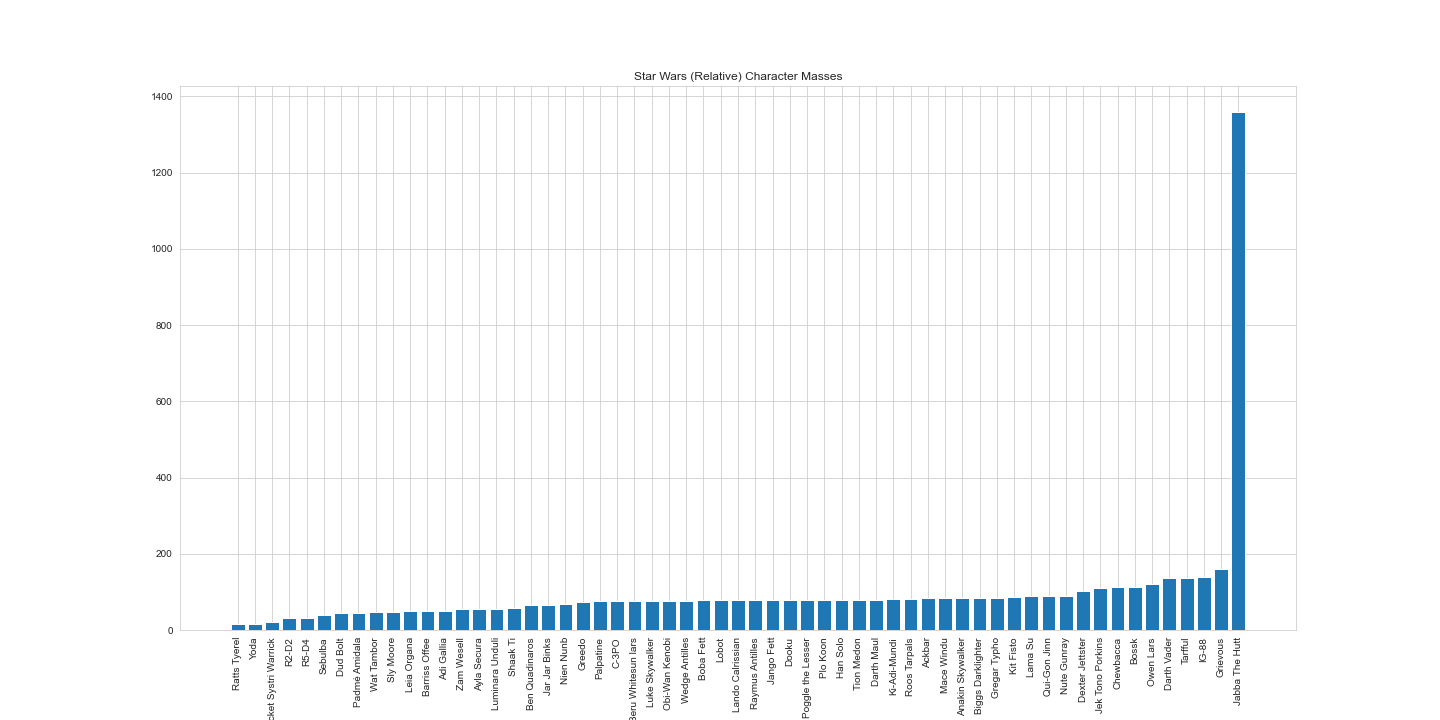 Star Wars (Relative) Character Masses
1400
1200
1000
800
600
400
200
0
Ratts Tyerel
Yoda
cket Systri Warrick
R2-D2
R5-D4
Sebulba
Dud Bolt
Padmé Amidala
Wat Tambor
Sly Moore
Leia Organa
Barriss Offee
Adi Gallia
Zam Wesell
Ayla Secura
Luminara Unduli
Shaak Ti
Ben Quadinaros
Jar Jar Binks
Nien Nunb
Greedo
Palpatine
C-3PO
Beru Whitesun lars
Luke Skywalker
Obi-Wan Kenobi
Wedge Antilles
Boba Fett
Lobot
Lando Calrissian
Raymus Antilles
Jango Fett
Dooku
Poggle the Lesser
Plo Koon
Han Solo
Tion Medon
Darth Maul
Ki-Adi-Mundi
Roos Tarpals
Ackbar
Mace Windu
Anakin Skywalker
Biggs Darklighter
Gregar Typho
Kit Fisto
Lama Su
Qui-Gon Jinn
Nute Gunray
Dexter Jettster
Jek Tono Porkins
Chewbacca
Bossk
Owen Lars
Darth Vader
Tarfful
IG-88
Grievous
Jabba The Hutt